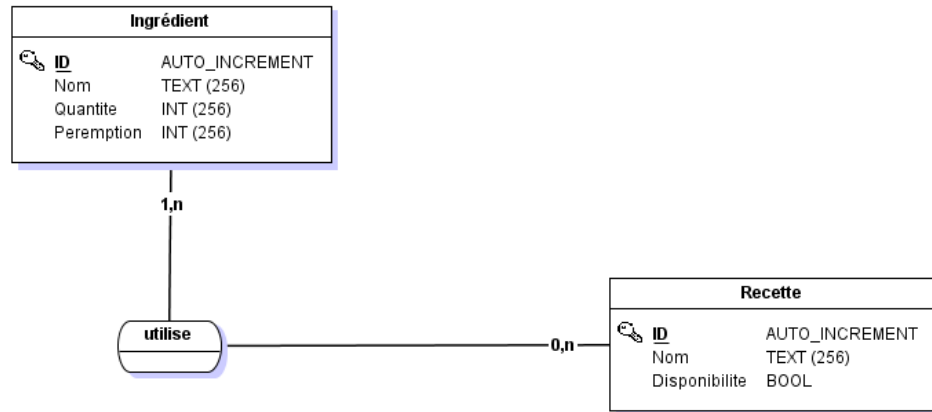 Ingrédient
ID AUTO_INCREMENT
Nom TEXT (256)
Quantite INT (256)
Peremption INT (256)
1,n
utilise
0,n
Recette
ID AUTO_INCREMENT
Nom TEXT (256)
Disponibilite BOOL